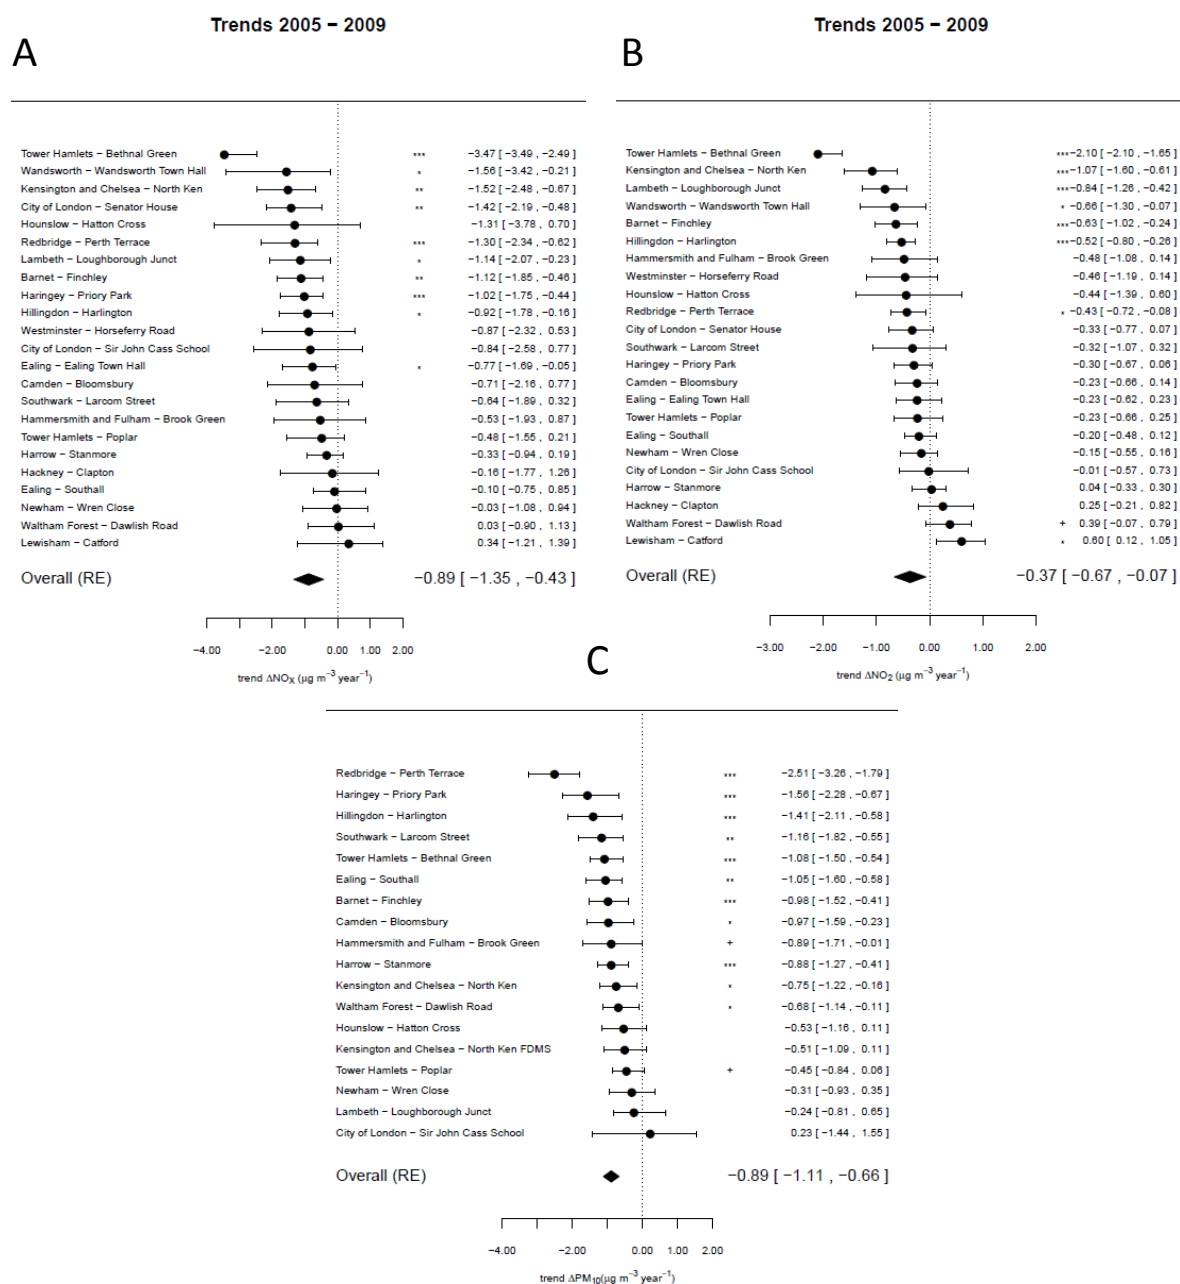 Trends 2005 − 2009
A
Tower Hamlets − Bethnal Green *** −3.47 [ −3.49 , −2.49 ]
Wandsworth − Wandsworth Town Hall * −1.56 [ −3.42 , −0.21 ]
Kensington and Chelsea − North Ken ** −1.52 [ −2.48 , −0.67 ]
City of London − Senator House ** −1.42 [ −2.19 , −0.48 ]
Hounslow − Hatton Cross −1.31 [ −3.78 , 0.70 ]
Redbridge − Perth Terrace *** −1.30 [ −2.34 , −0.62 ]
Lambeth − Loughborough Junct * −1.14 [ −2.07 , −0.23 ]
Barnet − Finchley ** −1.12 [ −1.85 , −0.46 ]
Haringey − Priory Park *** −1.02 [ −1.75 , −0.44 ]
Hillingdon − Harlington * −0.92 [ −1.78 , −0.16 ]
Westminster − Horseferry Road −0.87 [ −2.32 , 0.53 ]
City of London − Sir John Cass School −0.84 [ −2.58 , 0.77 ]
Ealing − Ealing Town Hall * −0.77 [ −1.69 , −0.05 ]
Camden − Bloomsbury −0.71 [ −2.16 , 0.77 ]
Southwark − Larcom Street −0.64 [ −1.89 , 0.32 ]
Hammersmith and Fulham − Brook Green −0.53 [ −1.93 , 0.87 ]
Tower Hamlets − Poplar −0.48 [ −1.55 , 0.21 ]
Harrow − Stanmore −0.33 [ −0.94 , 0.19 ]
Hackney − Clapton −0.16 [ −1.77 , 1.26 ]
Ealing − Southall −0.10 [ −0.75 , 0.85 ]
Newham − Wren Close −0.03 [ −1.08 , 0.94 ]
Waltham Forest − Dawlish Road 0.03 [ −0.90 , 1.13 ]
Lewisham − Catford 0.34 [ −1.21 , 1.39 ]
Overall (RE) −0.89 [ −1.35 , −0.43 ]
−4.00 −2.00 0.00 1.00 2.00
trend ΔNOX (μg m−3 year−1)
Trends 2005 − 2009
B
Tower Hamlets − Bethnal Green *** −2.10 [ −2.10 , −1.65 ]
Kensington and Chelsea − North Ken *** −1.07 [ −1.60 , −0.61 ]
Lambeth − Loughborough Junct *** −0.84 [ −1.26 , −0.42 ]
Wandsworth − Wandsworth Town Hall * −0.66 [ −1.30 , −0.07 ]
Barnet − Finchley *** −0.63 [ −1.02 , −0.24 ]
Hillingdon − Harlington *** −0.52 [ −0.80 , −0.26 ]
Hammersmith and Fulham − Brook Green −0.48 [ −1.08 , 0.14 ]
Westminster − Horseferry Road −0.46 [ −1.19 , 0.14 ]
Hounslow − Hatton Cross −0.44 [ −1.39 , 0.60 ]
Redbridge − Perth Terrace * −0.43 [ −0.72 , −0.08 ]
City of London − Senator House −0.33 [ −0.77 , 0.07 ]
Southwark − Larcom Street −0.32 [ −1.07 , 0.32 ]
Haringey − Priory Park −0.30 [ −0.67 , 0.06 ]
Camden − Bloomsbury −0.23 [ −0.66 , 0.14 ]
Ealing − Ealing Town Hall −0.23 [ −0.62 , 0.23 ]
Tower Hamlets − Poplar −0.23 [ −0.66 , 0.25 ]
Ealing − Southall −0.20 [ −0.48 , 0.12 ]
Newham − Wren Close −0.15 [ −0.55 , 0.16 ]
City of London − Sir John Cass School −0.01 [ −0.57 , 0.73 ]
Harrow − Stanmore 0.04 [ −0.33 , 0.30 ]
Hackney − Clapton 0.25 [ −0.21 , 0.82 ]
Waltham Forest − Dawlish Road + 0.39 [ −0.07 , 0.79 ]
Lewisham − Catford * 0.60 [ 0.12 , 1.05 ]
Overall (RE) −0.37 [ −0.67 , −0.07 ]
−3.00 −2.00 −1.00 0.00 1.00 2.00
trend ΔNO2 (μg m−3 year−1)
C
Redbridge − Perth Terrace *** −2.51 [ −3.26 , −1.79 ]
Haringey − Priory Park *** −1.56 [ −2.28 , −0.67 ]
Hillingdon − Harlington *** −1.41 [ −2.11 , −0.58 ]
Southwark − Larcom Street ** −1.16 [ −1.82 , −0.55 ]
Tower Hamlets − Bethnal Green *** −1.08 [ −1.50 , −0.54 ]
Ealing − Southall ** −1.05 [ −1.60 , −0.58 ]
Barnet − Finchley *** −0.98 [ −1.52 , −0.41 ]
Camden − Bloomsbury * −0.97 [ −1.59 , −0.23 ]
Hammersmith and Fulham − Brook Green + −0.89 [ −1.71 , −0.01 ]
Harrow − Stanmore *** −0.88 [ −1.27 , −0.41 ]
Kensington and Chelsea − North Ken * −0.75 [ −1.22 , −0.16 ]
Waltham Forest − Dawlish Road * −0.68 [ −1.14 , −0.11 ]
Hounslow − Hatton Cross −0.53 [ −1.16 , 0.11 ]
Kensington and Chelsea − North Ken FDMS −0.51 [ −1.09 , 0.11 ]
Tower Hamlets − Poplar + −0.45 [ −0.84 , 0.06 ]
Newham − Wren Close −0.31 [ −0.93 , 0.35 ]
Lambeth − Loughborough Junct −0.24 [ −0.81 , 0.65 ]
City of London − Sir John Cass School 0.23 [ −1.44 , 1.55 ]
Overall (RE) −0.89 [ −1.11 , −0.66 ]
−4.00 −2.00 0.00 1.00 2.00
trend ΔPM10(μg m−3 year−1)